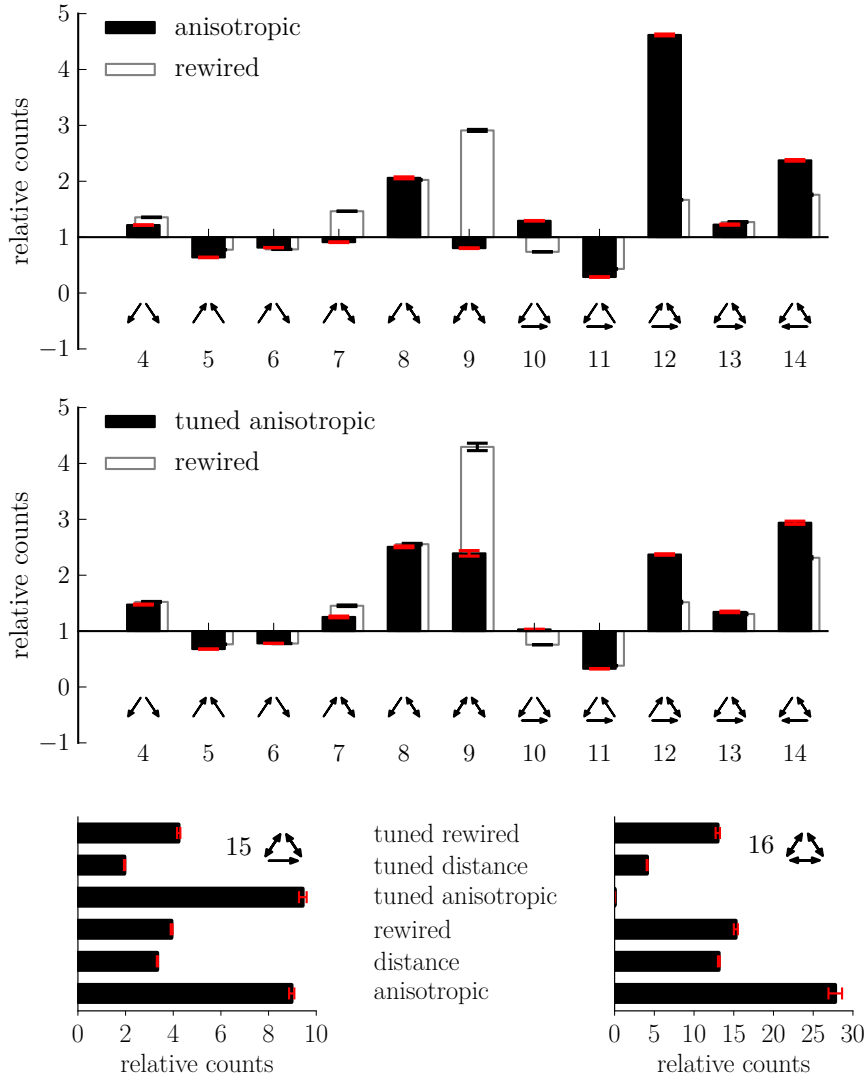 5
anisotropic
4
rewired
3
2
1
0
−1
relative counts
4 5 6 7 8 9 10 11 12 13 14
5
tuned anisotropic
4
rewired
3
2
1
0
−1
relative counts
4 5 6 7 8 9 10 11 12 13 14
15
tuned rewired
tuned distance
tuned anisotropic
rewired
distance
anisotropic
16
0 2 4 6 8 10
relative counts
0 5 10 15 20 25 30
relative counts